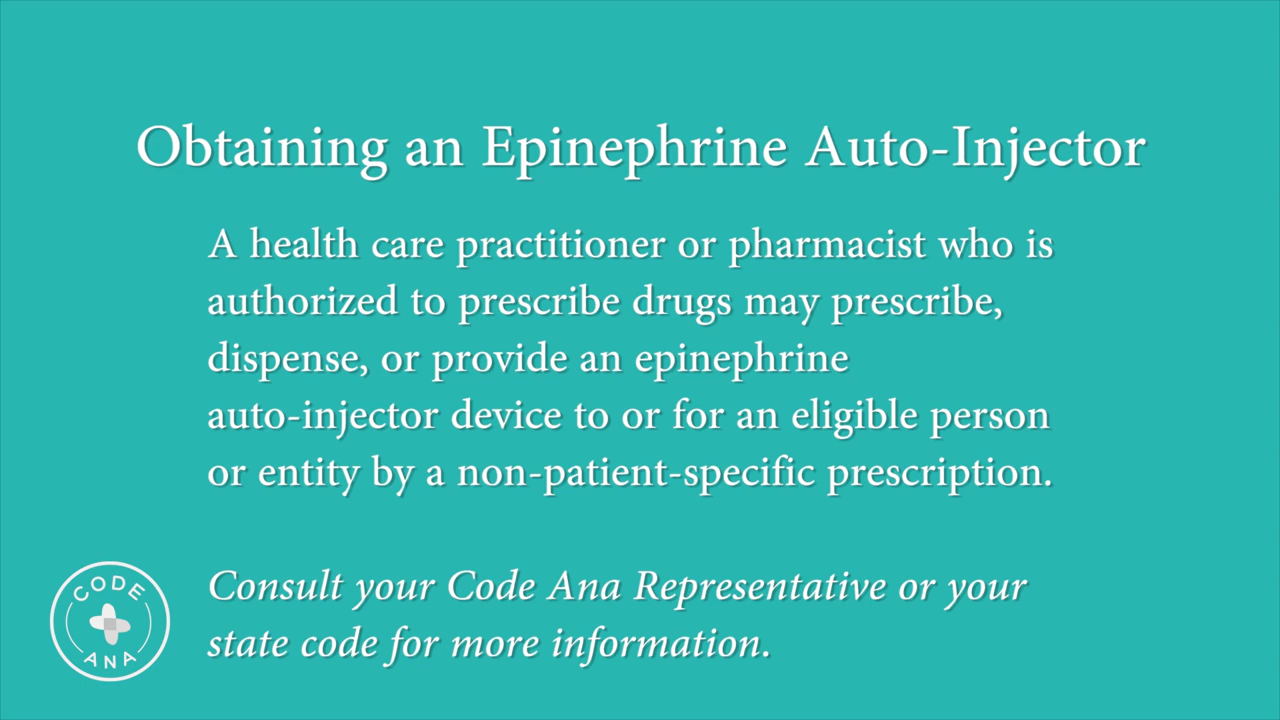 Obtaining an Epinephrine Auto-Injector
A health care practitioner or pharmacist who is
authorized to prescribe drugs may prescribe,
dispense, or provide an epinephrine
auto-injector device to or for an eligible person
or entity by a non-patient-specific prescription.
Consult your Code Ana Representative or your
state code for more information.
CODE
ANA